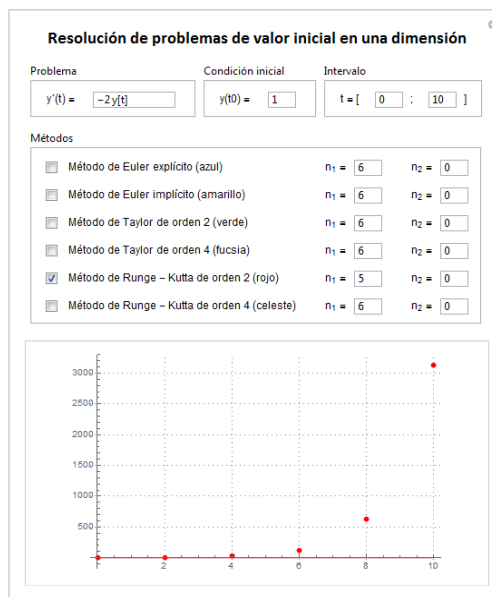 Resolución de problemas de valor inicial en una dimensión
Problema Condición inicial Intervalo
y'(t) = -2y[t] y(t0) = 1 t = [ 0 ; 10 ]
Métodos
Método de Euler explícito (azul) n1 = 6 n2 = 0
Método de Euler implícito (amarillo) n1 = 6 n2 = 0
Método de Taylor de orden 2 (verde) n1 = 6 n2 = 0
Método de Taylor de orden 4 (fucsia) n1 = 6 n2 = 0
Método de Runge – Kutta de orden 2 (rojo) n1 = 5 n2 = 0
Método de Runge – Kutta de orden 4 (celeste) n1 = 6 n2 = 0
3000
2500
2000
1500
1000
500
2 4 6 8 10